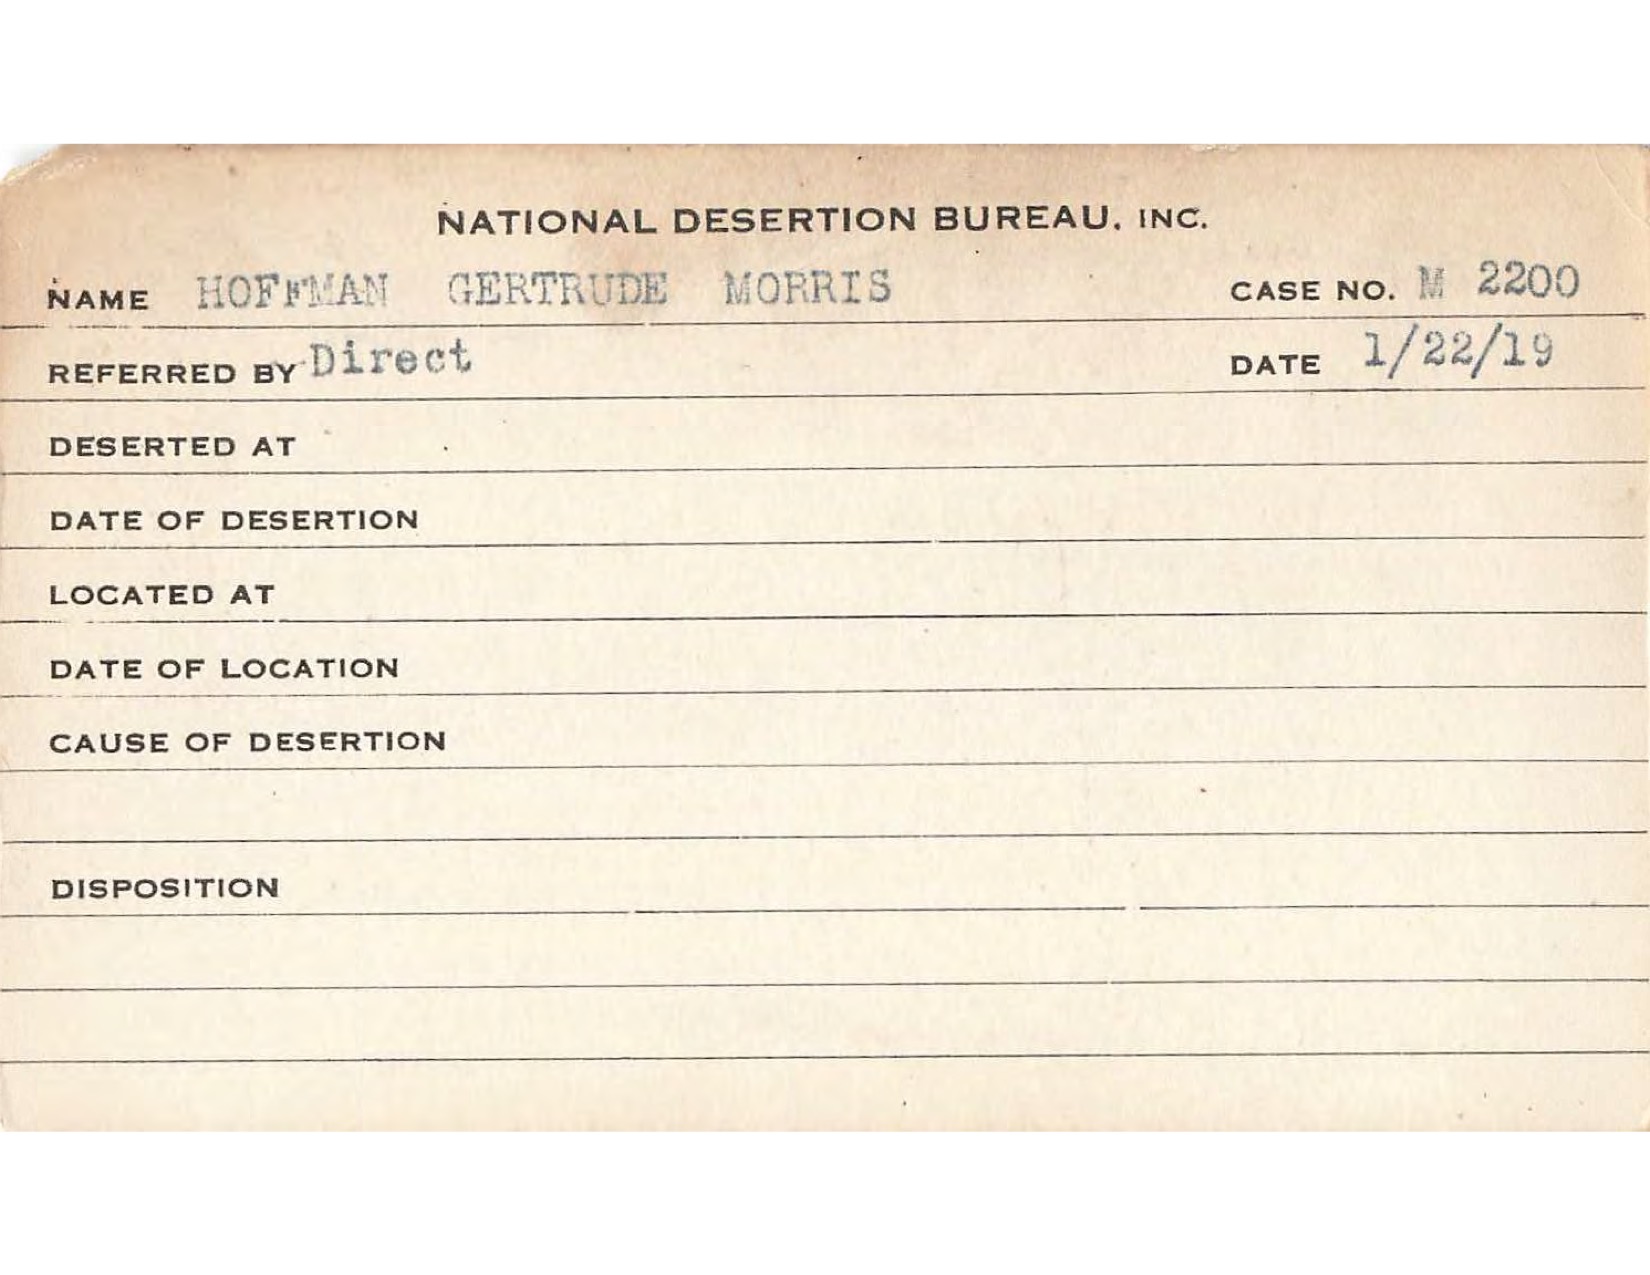 NATIONAL DESERTION BUREAU, INC.
NAME HOFFMAN GERTRUDE MORRIS CASE NO. M 2200
REFERRED BY Direct DATE 1/22/19
DESERTED AT
DATE OF DESERTION
LOCATED AT
DATE OF LOCATION
CAUSE OF DESERTION
DISPOSITION